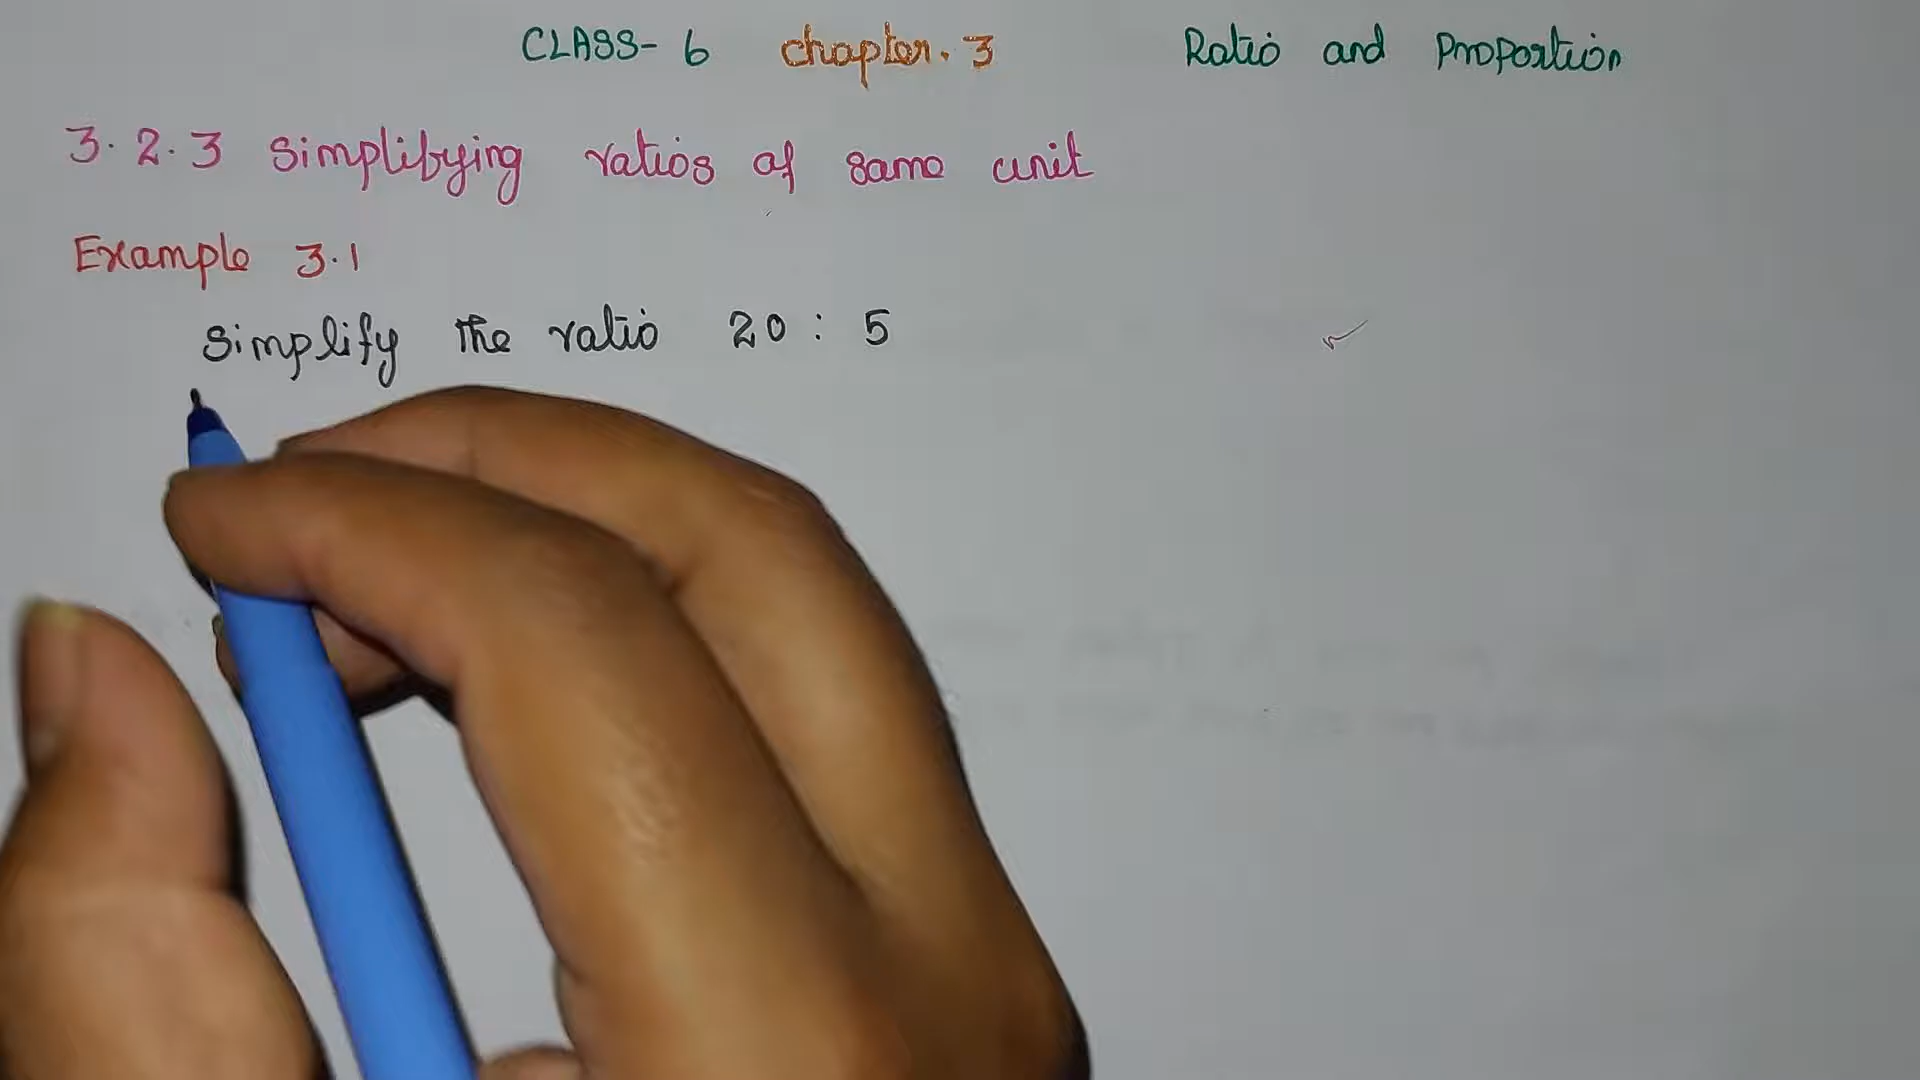 CLASS- 6 chapter. 3 Ratio and Proportion
3.2.3 Simplifying ratios of same unit
Example 3.1
Simplify the ratio 20 : 5